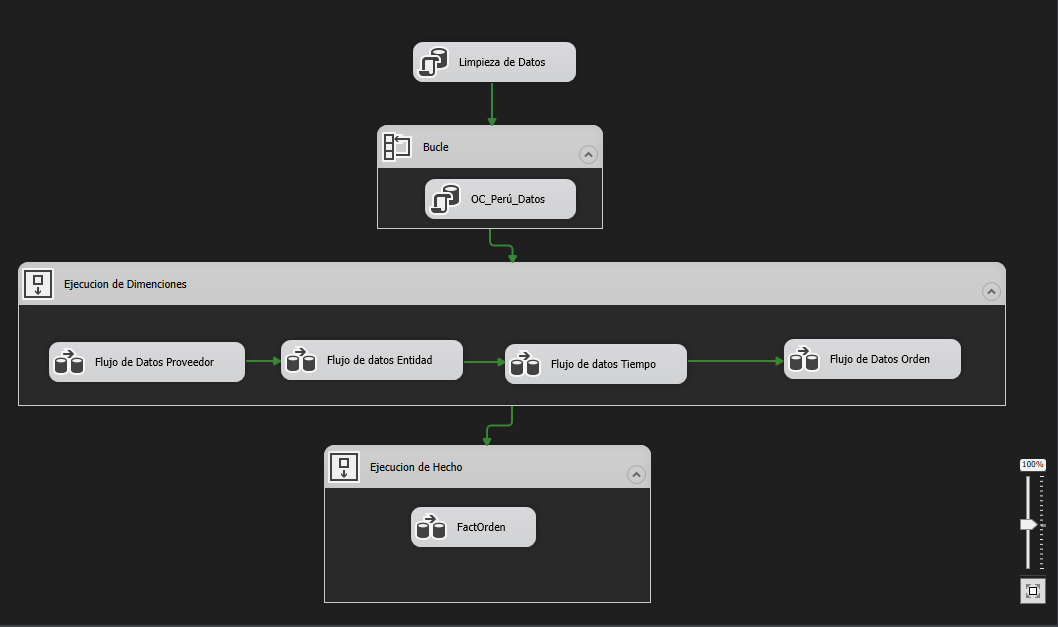 Limpieza de Datos
Bucle
OC_Perú_Datos
Ejecucion de Dimenciones
Flujo de Datos Proveedor
Flujo de datos Entidad
Flujo de datos Tiempo
Flujo de Datos Orden
Ejecucion de Hecho
FactOrden
100%